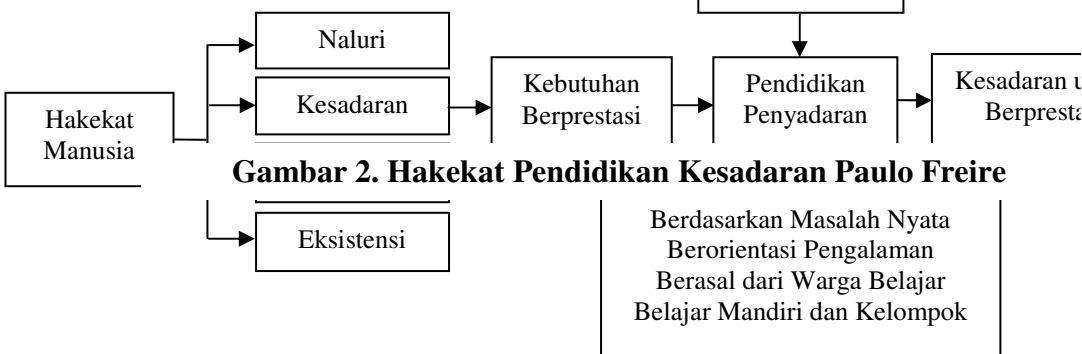 Hakekat
Manusia
Naluri
Kesadaran
Eksistensi
Kebutuhan
Berprestasi
Pendidikan
Penyadaran
Kesadaran
Gambar 2. Hakekat Pendidikan Kesadaran Paulo Freire
Berdasarkan Masalah Nyata
Berorientasi Pengalaman
Berasal dari Warga Belajar
Belajar Mandiri dan Kelompok